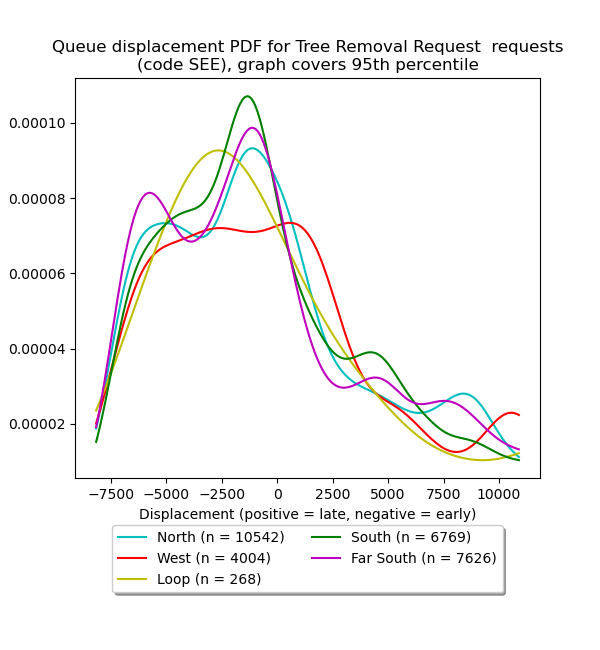 Queue displacement PDF for Tree Removal Request  requests
(code SEE), graph covers 95th percentile
0.00010
0.00008
0.00006
0.00004
0.00002
−7500 −5000 −2500 0 2500 5000 7500 10000
Displacement (positive = late, negative = early)
North (n = 10542)
West (n = 4004)
Loop (n = 268)
South (n = 6769)
Far South (n = 7626)